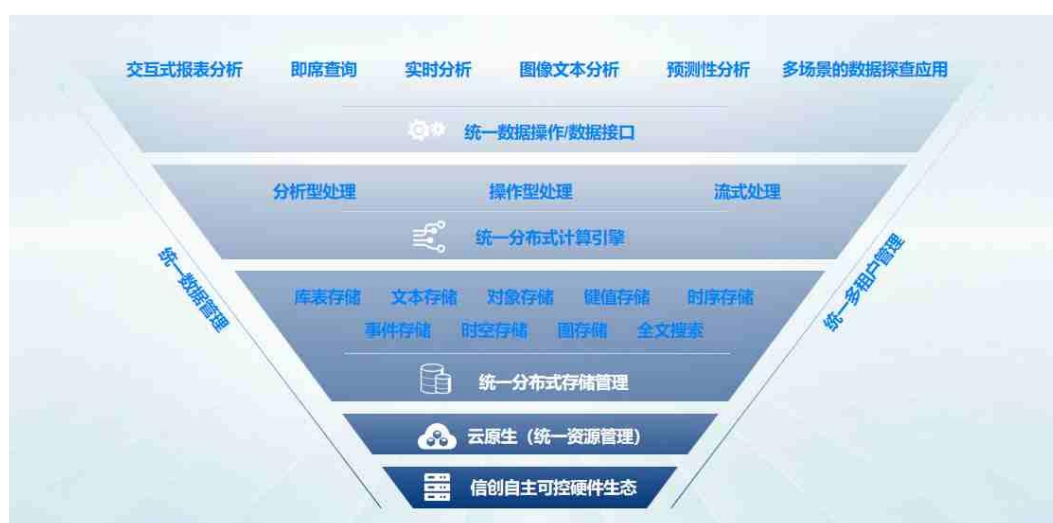 交互式报表分析 即席查询 实时分析 图像文本分析 预测性分析 多场景的数据探查应用
统一数据操作/数据接口
分析型处理 操作型处理 流式处理
统一分布式计算引擎
统一数据管理
统一多租户管理
库表存储 文本存储 对象存储 健值存储 时序存储
事件存储 时空存储 图存储 全文搜索
统一分布式存储管理
云原生（统一资源管理）
信创自主可控硬件生态